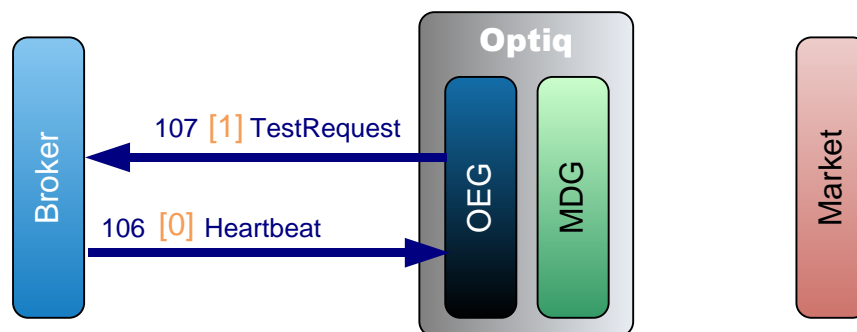 Optiq
107 [1] TestRequest
106 [0] Heartbeat
Broker
OEG
MDG
Market